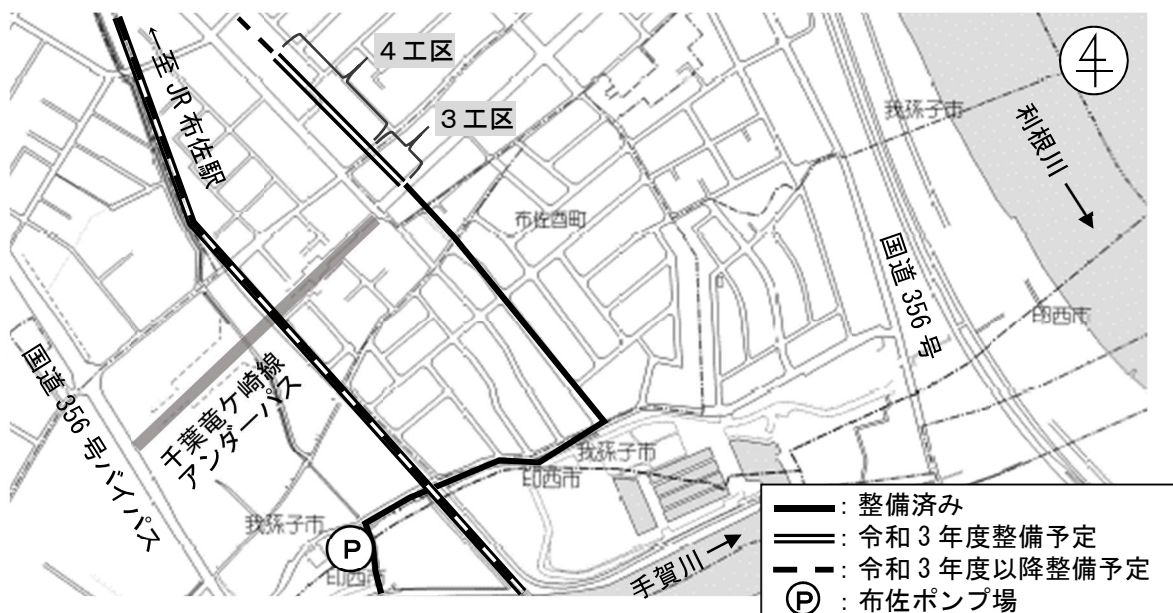 4工区
3工区
←至 JR 布佐駅
我孫子市
利根川
布佐酉町
国道 356 号
印西市
国道 356 号バイパス
千葉竜ケ崎線
アンダーパス
我孫子市
印西市
我孫子市
P
印西市
手賀川
：整備済み
：令和 3 年度整備予定
：令和 3 年度以降整備予定
P：布佐ポンプ場